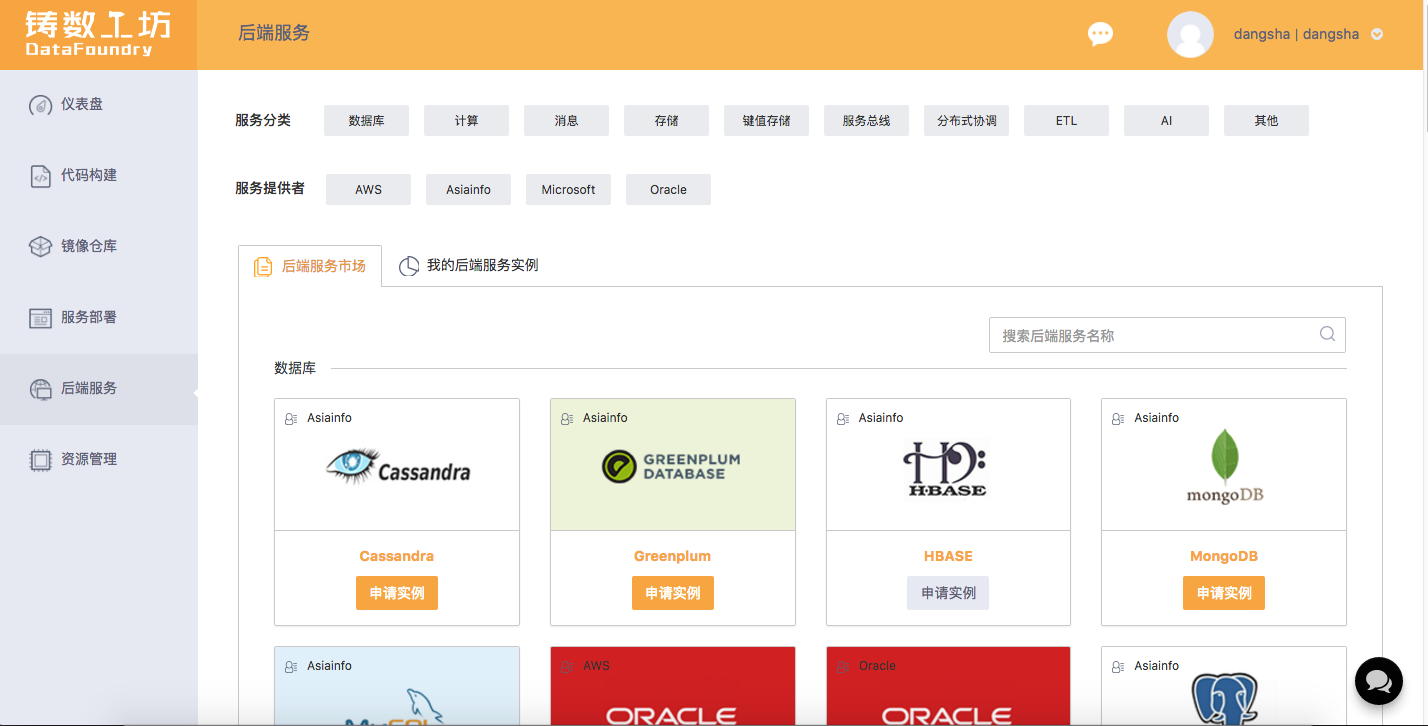 铸数工坊
DataFoundry
后端服务
dangsha | dangsha
仪表盘
代码构建
镜像仓库
服务部署
后端服务
资源管理
服务分类
数据库
计算
消息
存储
键值存储
服务总线
分布式协调
ETL
AI
其他
服务提供者
AWS
Asiainfo
Microsoft
Oracle
后端服务市场
我的后端服务实例
搜索后端服务名称
数据库
Asiainfo
Cassandra
Cassandra
申请实例
Asiainfo
GREENPLUM
DATABASE
Greenplum
申请实例
Asiainfo
HBASE
HBASE
申请实例
Asiainfo
mongoDB
MongoDB
申请实例
Asiainfo
MySQL
AWS
ORACLE
Oracle
ORACLE
Asiainfo